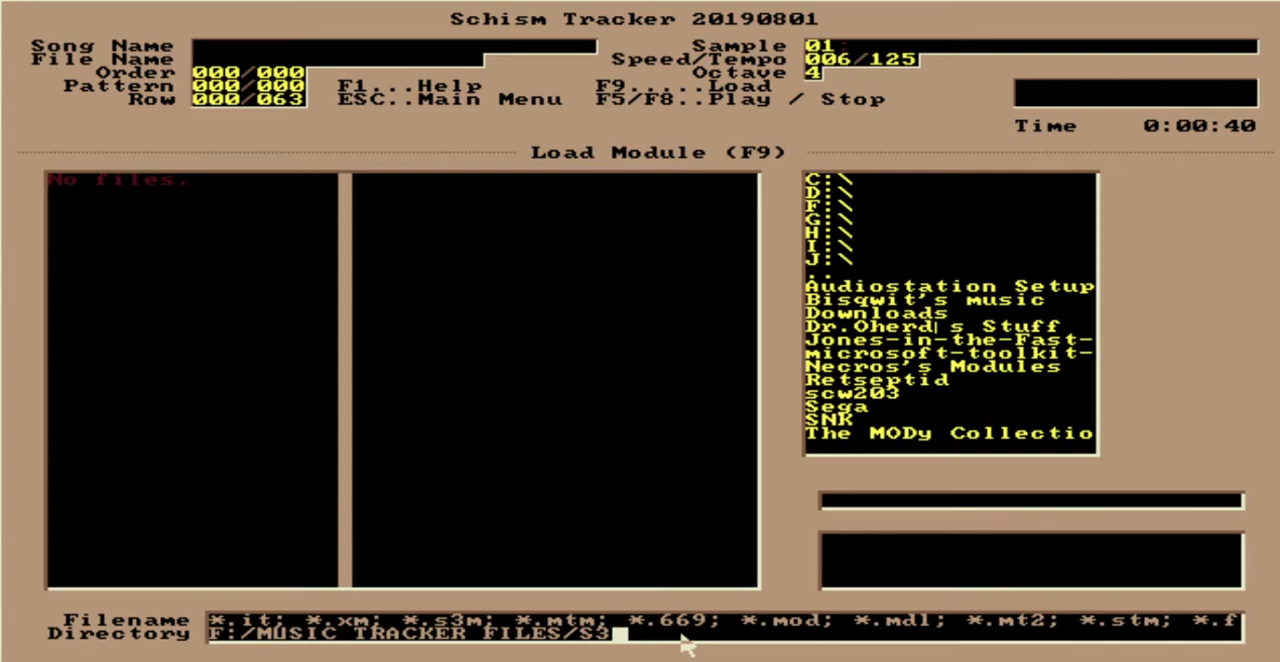 Schism Tracker 20190801
Song Name
File Name
Order 000/000
Pattern 000/000
Row 000/063
F1...Help
ESC..Main Menu
F9.....Load
F5/F8..Play / Stop
Sample 01:
Speed/Tempo 006/125
Octave 4
Time 0:00:40
Load Module (F9)
No files.
C:\
D:\
F:\
G:\
H:\
I:\
J:\
..
Audiostation Setup
Bisqwit's music
Downloads
Dr.Oherd s Stuff
Jones-in-the-Fast-
microsoft-toolkit-
Necros's Modules
Retseptid
scw203
Sega
SNK
The MODy Collectio
Filename *.it; *.xm; *.s3m; *.mtm; *.669; *.mod; *.mdl; *.mt2; *.stm; *.f
Directory F:/MUSIC TRACKER FILES/S3